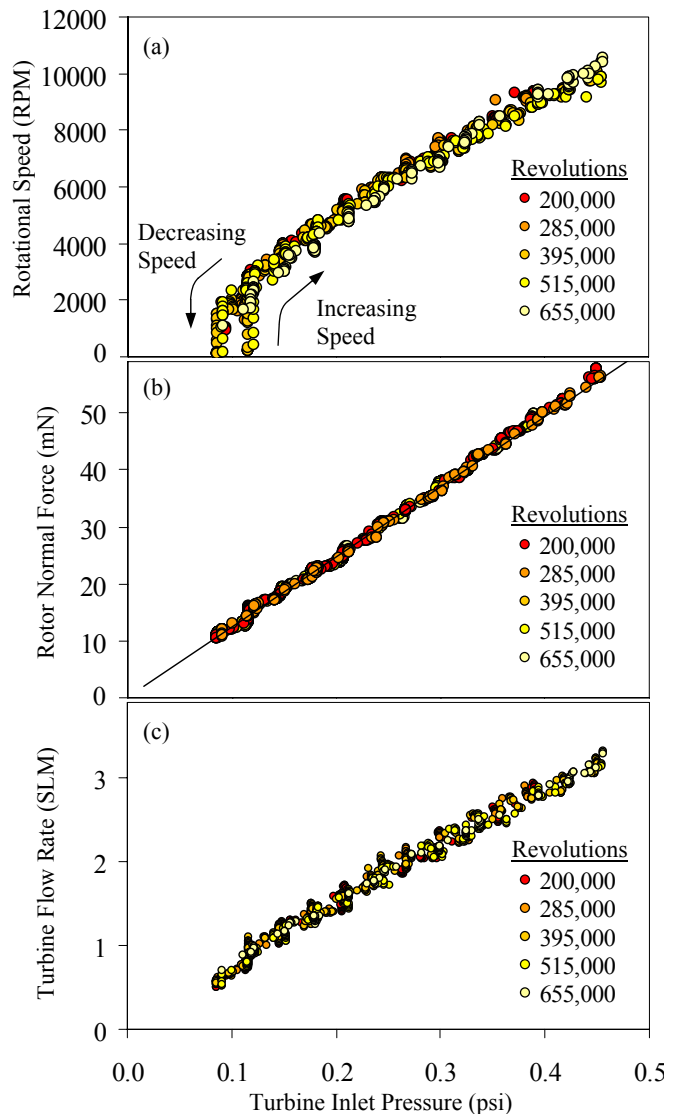 (a)
12000
10000
8000
6000
4000
2000
0
Rotational Speed (RPM)
Decreasing
Speed
Increasing
Speed
Revolutions
200,000
285,000
395,000
515,000
655,000
(b)
50
40
30
20
10
0
Rotor Normal Force (mN)
Revolutions
200,000
285,000
395,000
515,000
655,000
(c)
3
2
1
0
Turbine Flow Rate (SLM)
Revolutions
200,000
285,000
395,000
515,000
655,000
0.0 0.1 0.2 0.3 0.4 0.5
Turbine Inlet Pressure (psi)